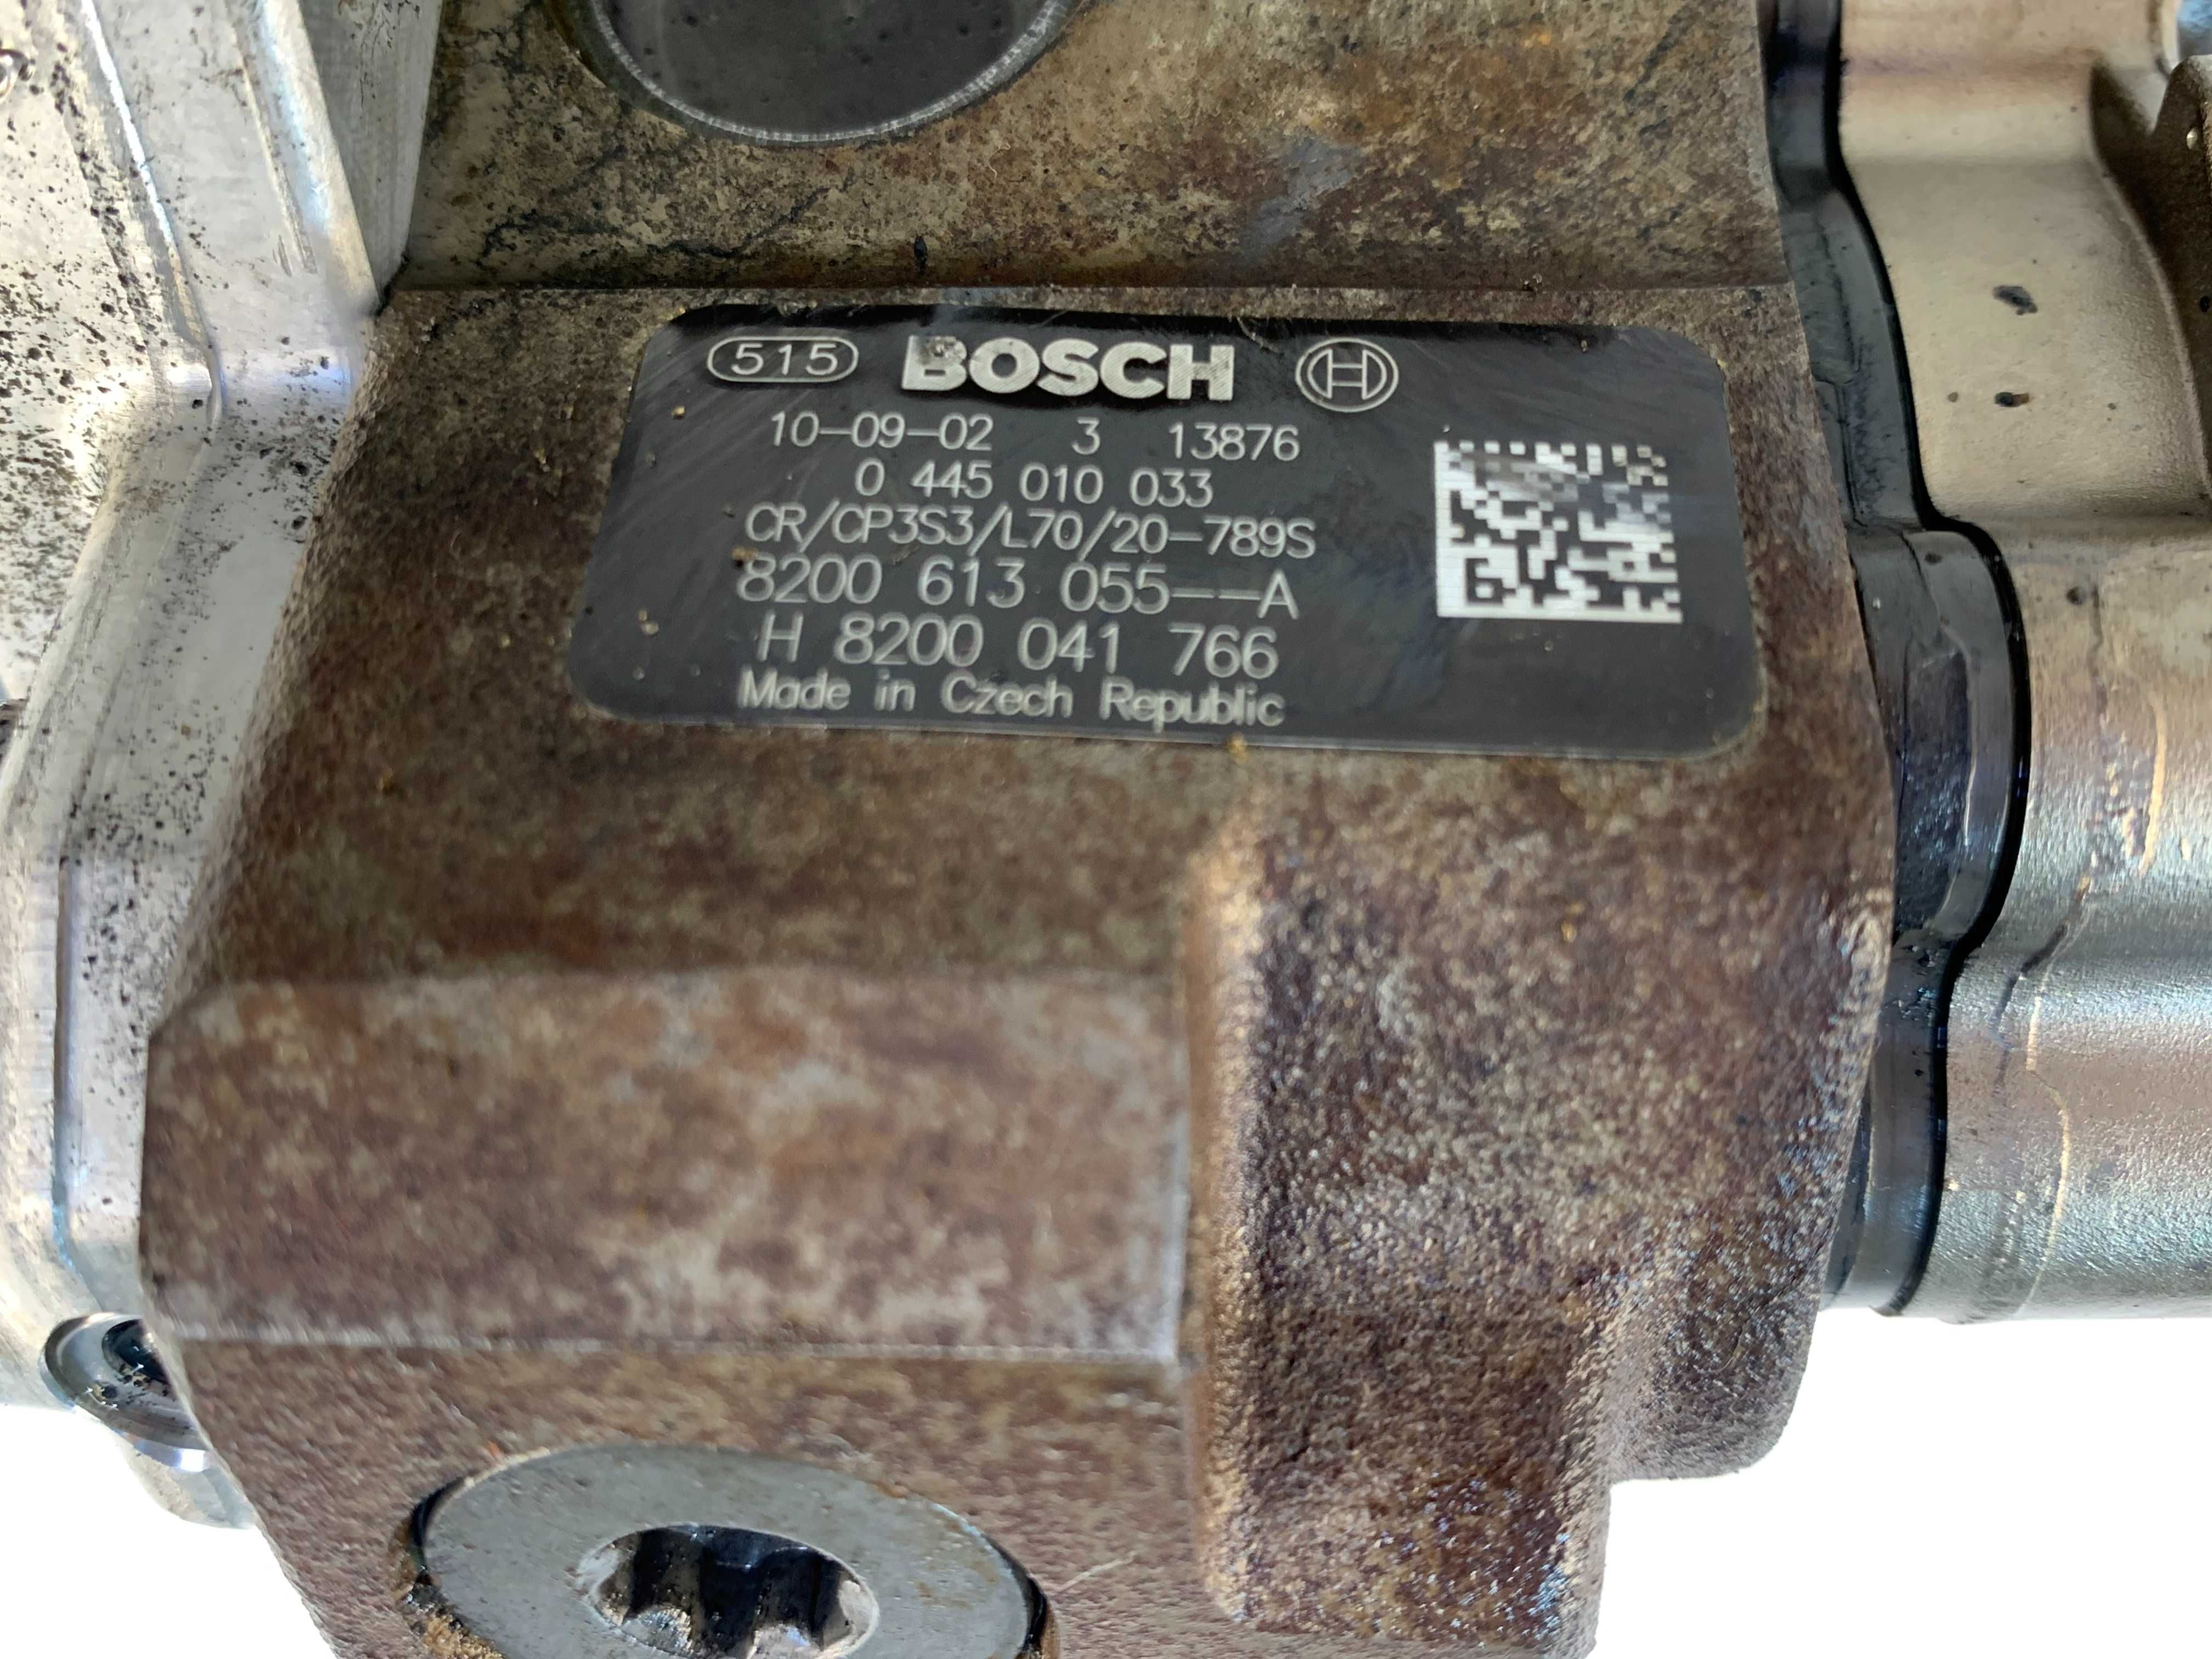 515 BOSCH
10-09-02 3 13876
0 445 010 033
CR/CP3S3/L70/20-789S
8200 613 055--A
H 8200 041 766
Made in Czech Republic